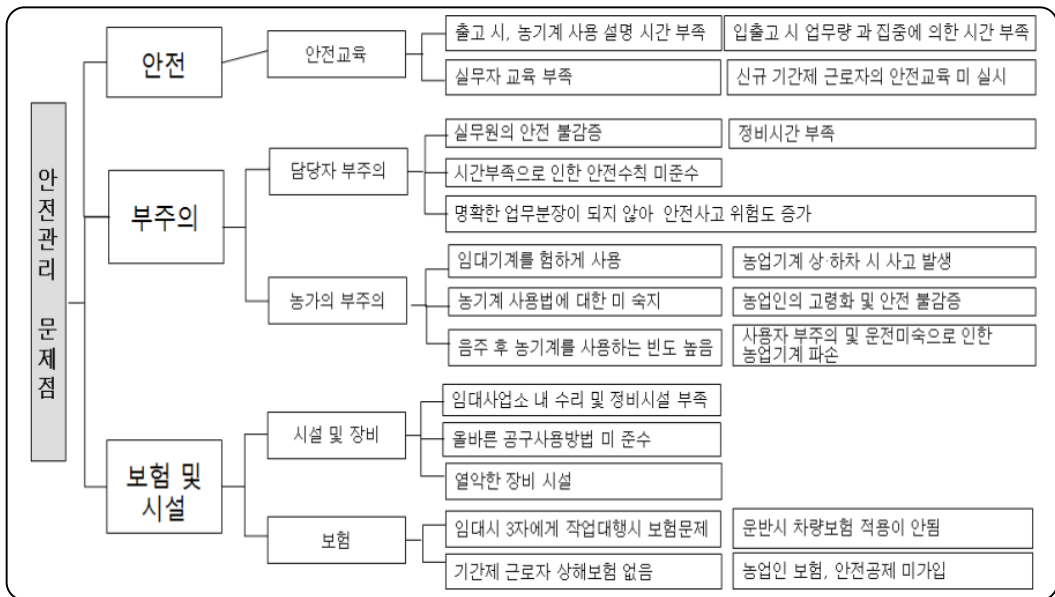 안전관리 문제점
안전
안전교육
출고 시, 농기계 사용 설명 시간 부족
입출고 시 업무량 과 집중에 의한 시간 부족
실무자 교육 부족
신규 기간제 근로자의 안전교육 미 실시
부주의
담당자 부주의
실무원의 안전 불감증
정비시간 부족
시간부족으로 인한 안전수칙 미준수
명확한 업무분장이 되지 않아 안전사고 위험도 증가
농가의 부주의
임대기계를 험하게 사용
농업기계 상·하차 시 사고 발생
농기계 사용법에 대한 미 숙지
농업인의 고령화 및 안전 불감증
음주 후 농기계를 사용하는 빈도 높음
사용자 부주의 및 운전미숙으로 인한
농업기계 파손
보험 및
시설
시설 및 장비
임대사업소 내 수리 및 정비시설 부족
올바른 공구사용방법 미 준수
열악한 장비 시설
보험
임대시 3자에게 작업대행시 보험문제
운반시 차량보험 적용이 안됨
기간제 근로자 상해보험 없음
농업인 보험, 안전공제 미가입